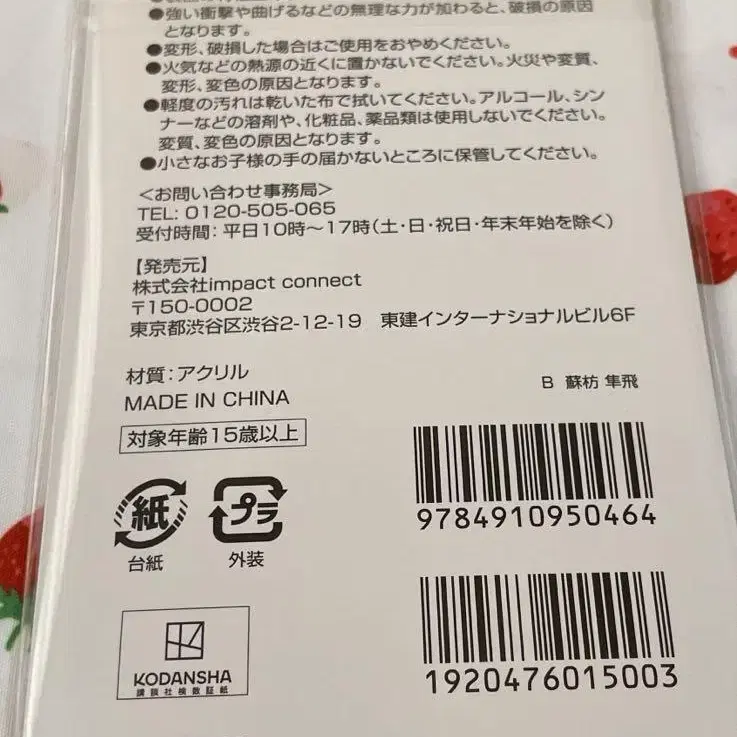 ●強い衝撃や曲げるなどの無理な力が加わると、破損の原因
となります。
●変形、破損した場合はご使用をおやめください。
●火気などの熱源の近くに置かないでください。火災や変質、
変形、変色の原因となります。
●軽度の汚れは乾いた布で拭いてください。アルコール、シン
ナーなどの溶剤や、化粧品、薬品類は使用しないでください。
変質、変色の原因となります。
●小さなお子様の手の届かないところに保管してください。
＜お問い合わせ事務局＞
TEL: 0120-505-065
受付時間：平日10時～17時（土・日・祝日・年末年始を除く）
【発売元】
株式会社impact connect
〒150-0002
東京都渋谷区渋谷2-12-19　東建インターナショナルビル6F
材質：アクリル
MADE IN CHINA
B 蘇枋 隼飛
対象年齢15歳以上
9784910950464
紙
プラ
台紙
外装
1920476015003
KODANSHA
講談社検数証紙